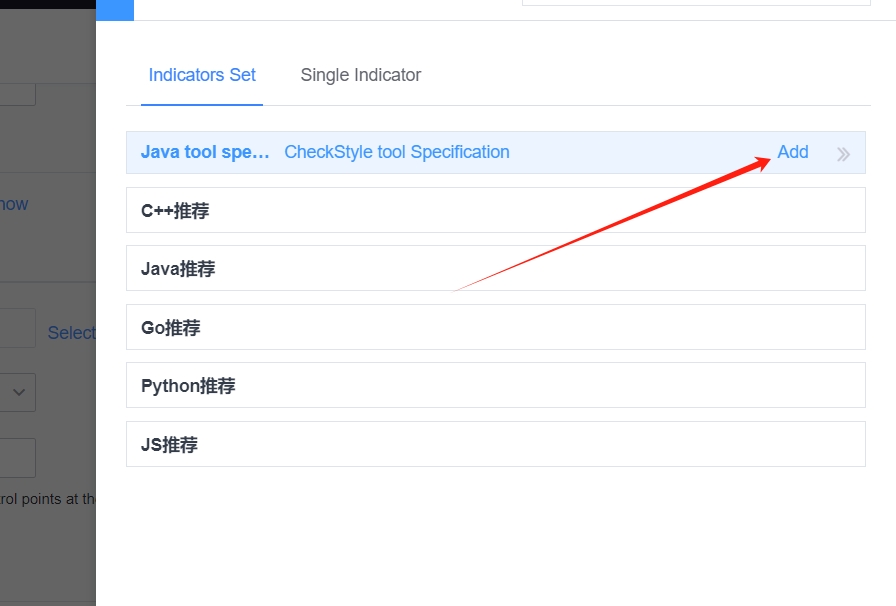 Indicators Set Single Indicator
Java tool spe... CheckStyle tool Specification Add
C++推荐
now
Java推荐
Go推荐
Select
Python推荐
JS推荐
rol points at th